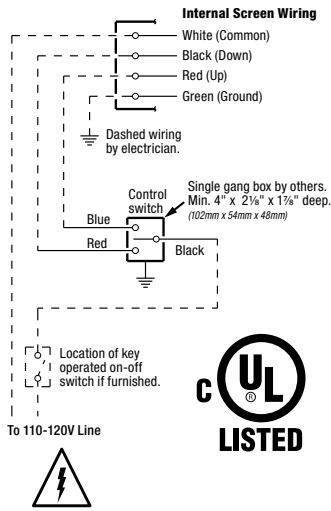 Internal Screen Wiring
White (Common)
Black (Down)
Red (Up)
Green (Ground)
Dashed wiring
by electrician.
Control
switch
Single gang box by others.
Min. 4" x 2⅛" x 1⅞" deep.
(102mm x 54mm x 48mm)
Blue
Red
Black
Location of key
operated on-off
switch if furnished.
To 110-120V Line
C UL ®
LISTED